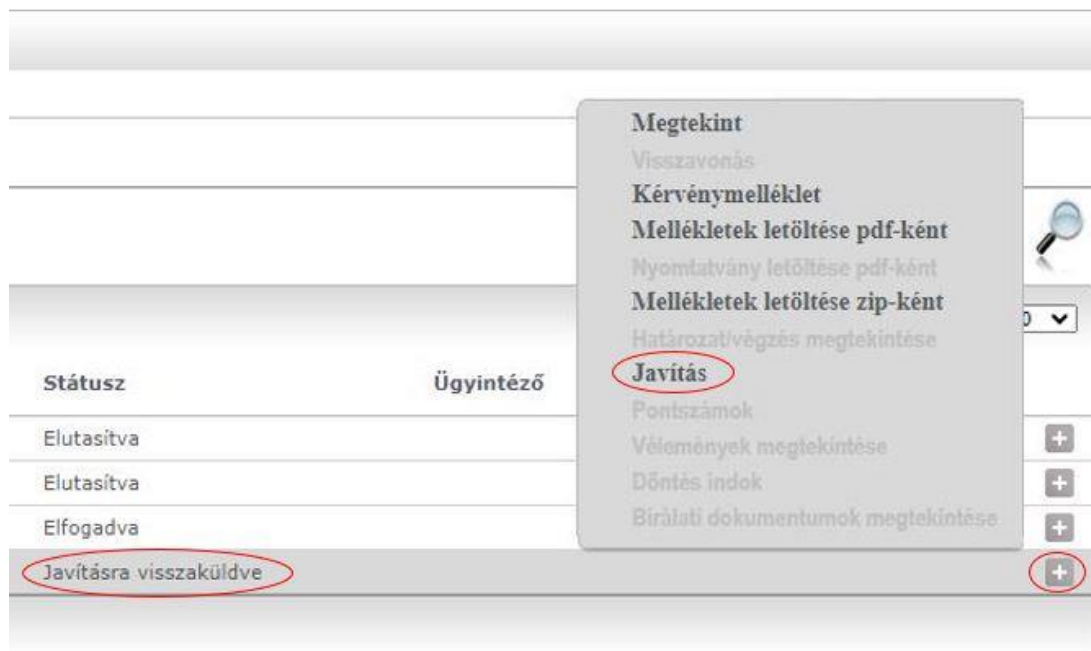 Megtekint
Visszavonás
Kérvénymelléklet
Mellékletek letöltése pdf-ként
Nyomtatvány letöltése pdf-ként
Mellékletek letöltése zip-ként
0
Határozat/végzés megtekintése
Státusz Ügyintéző Javítás
Pontszámok
Elutasítva
Vélemények megtekintése
Elutasítva
Döntés indok
Elfogadva
Bírálati dokumentumok megtekintése
Javításra visszaküldve